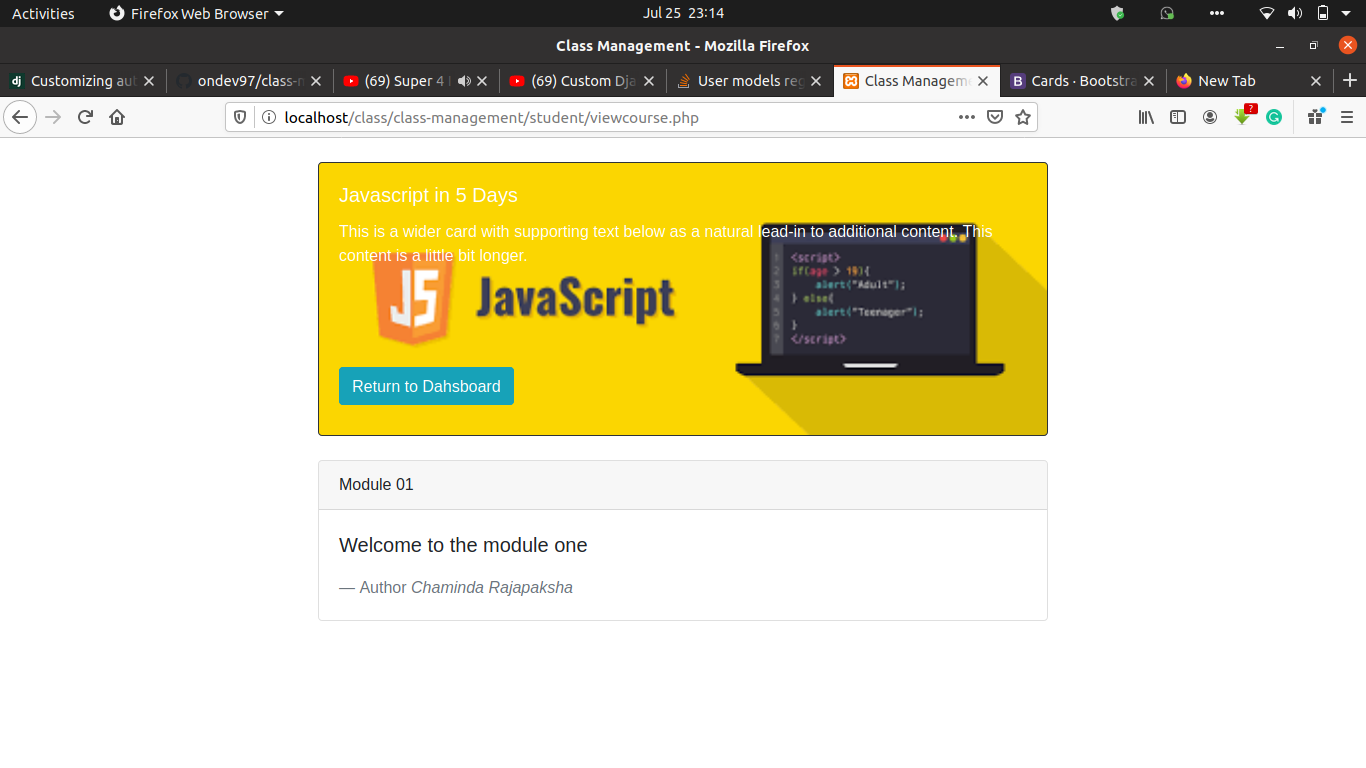 Activities Firefox Web Browser Jul 25 23:14
Class Management - Mozilla Firefox
Customizing aut ondev97/class-m (69) Super 4 (69) Custom Dja User models reg Class Managem Cards · Bootstra New Tab
localhost/class/class-management/student/viewcourse.php
Javascript in 5 Days
This is a wider card with supporting text below as a natural lead-in to additional content. This
content is a little bit longer.
JS JavaScript
1 <script>
2 if(age > 19){
3 alert("Adult");
4 } else{
5 alert("Teenager");
6 }
7 </script>
Return to Dahsboard
Module 01
Welcome to the module one
— Author Chaminda Rajapaksha